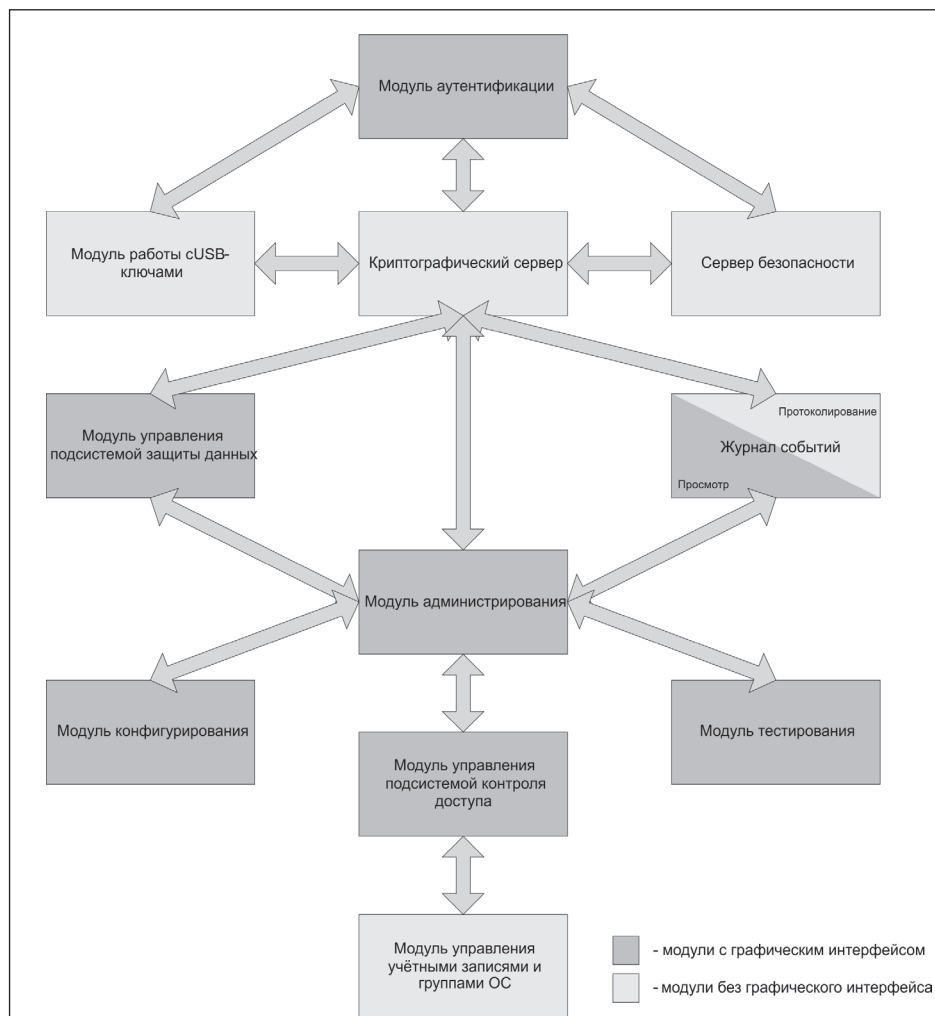 Модуль аутентификации
Модуль работы сUSB-
ключами
Криптографический сервер
Сервер безопасности
Модуль управления
подсистемой защиты данных
Протоколирование
Журнал событий
Просмотр
Модуль администрирования
Модуль конфигурирования
Модуль тестирования
Модуль управления
подсистемой контроля
доступа
Модуль управления
учётными записями и
группами ОС
- модули с графическим интерфейсом
- модули без графического интерфейса